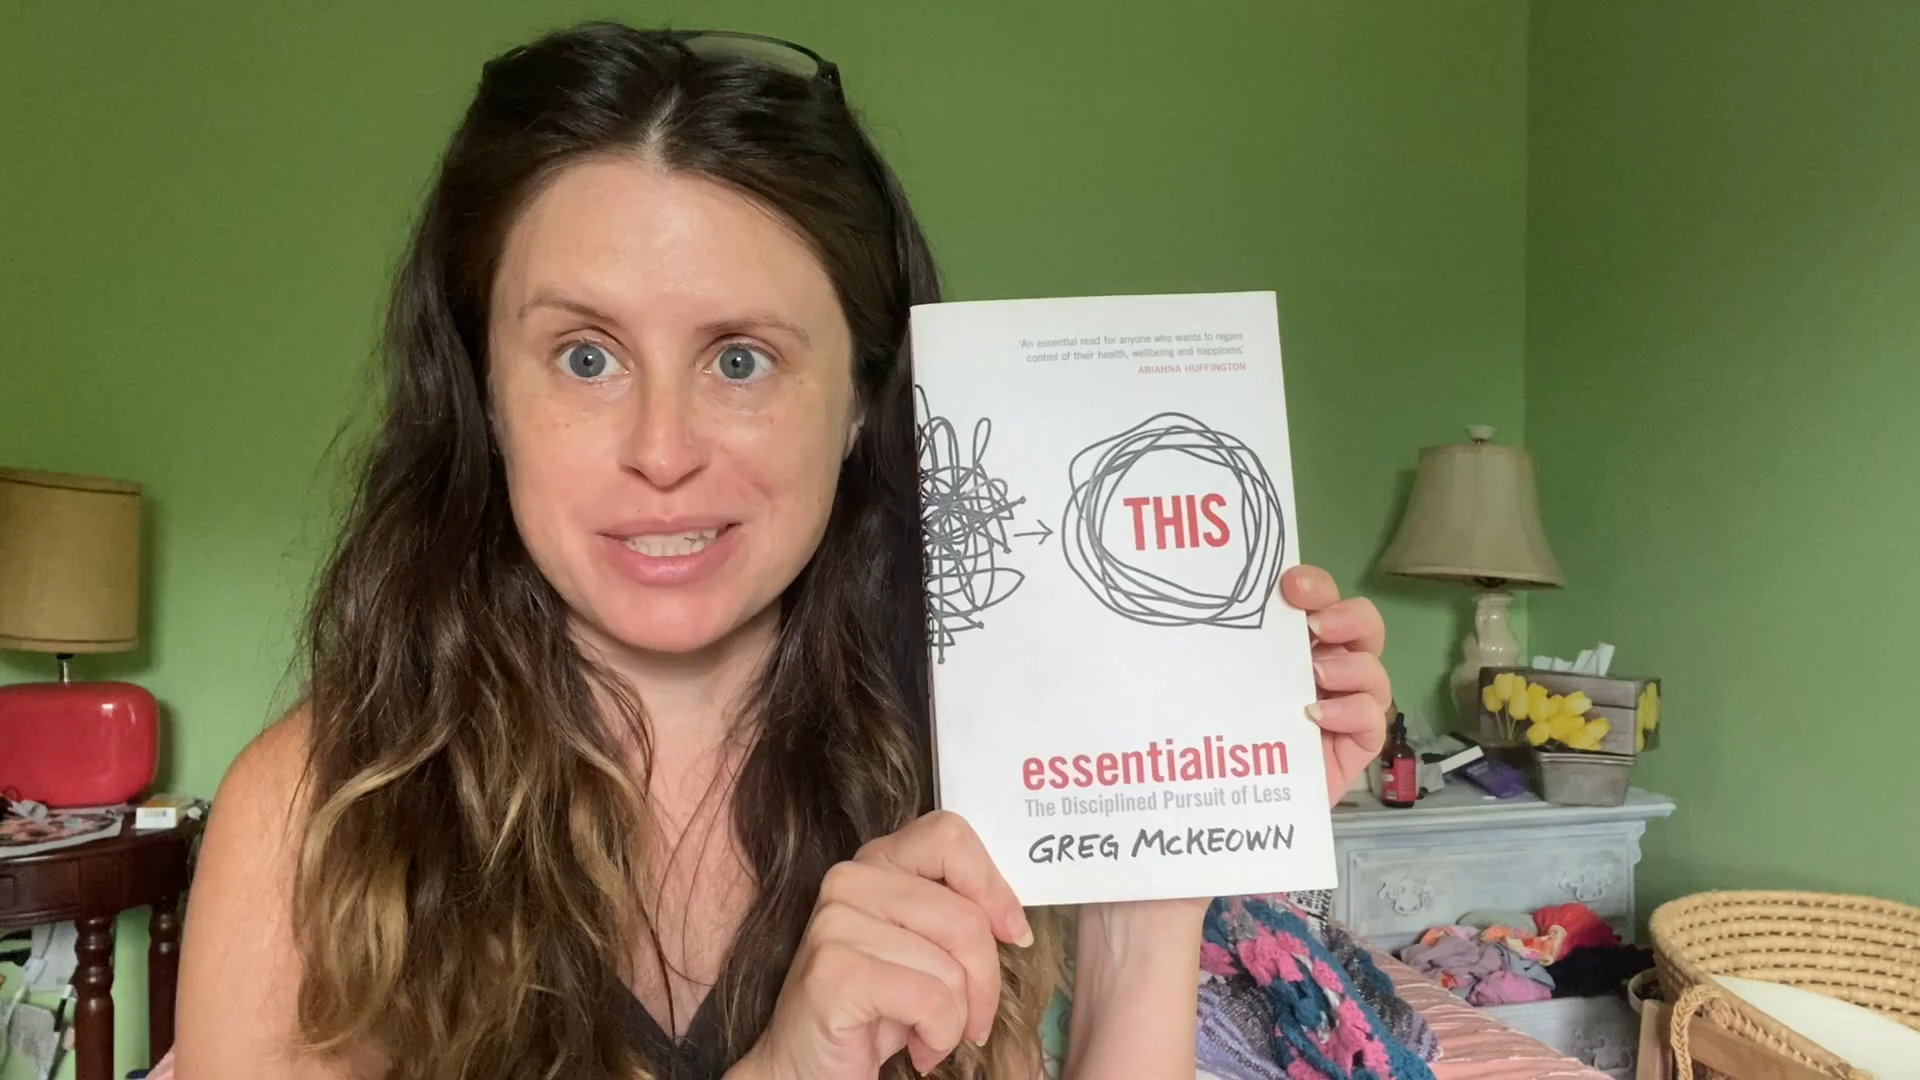 'An essential read for anyone who wants to regain
control of their health, wellbeing and happiness'
ARIANNA HUFFINGTON
THIS
essentialism
The Disciplined Pursuit of Less
GREG McKEOWN